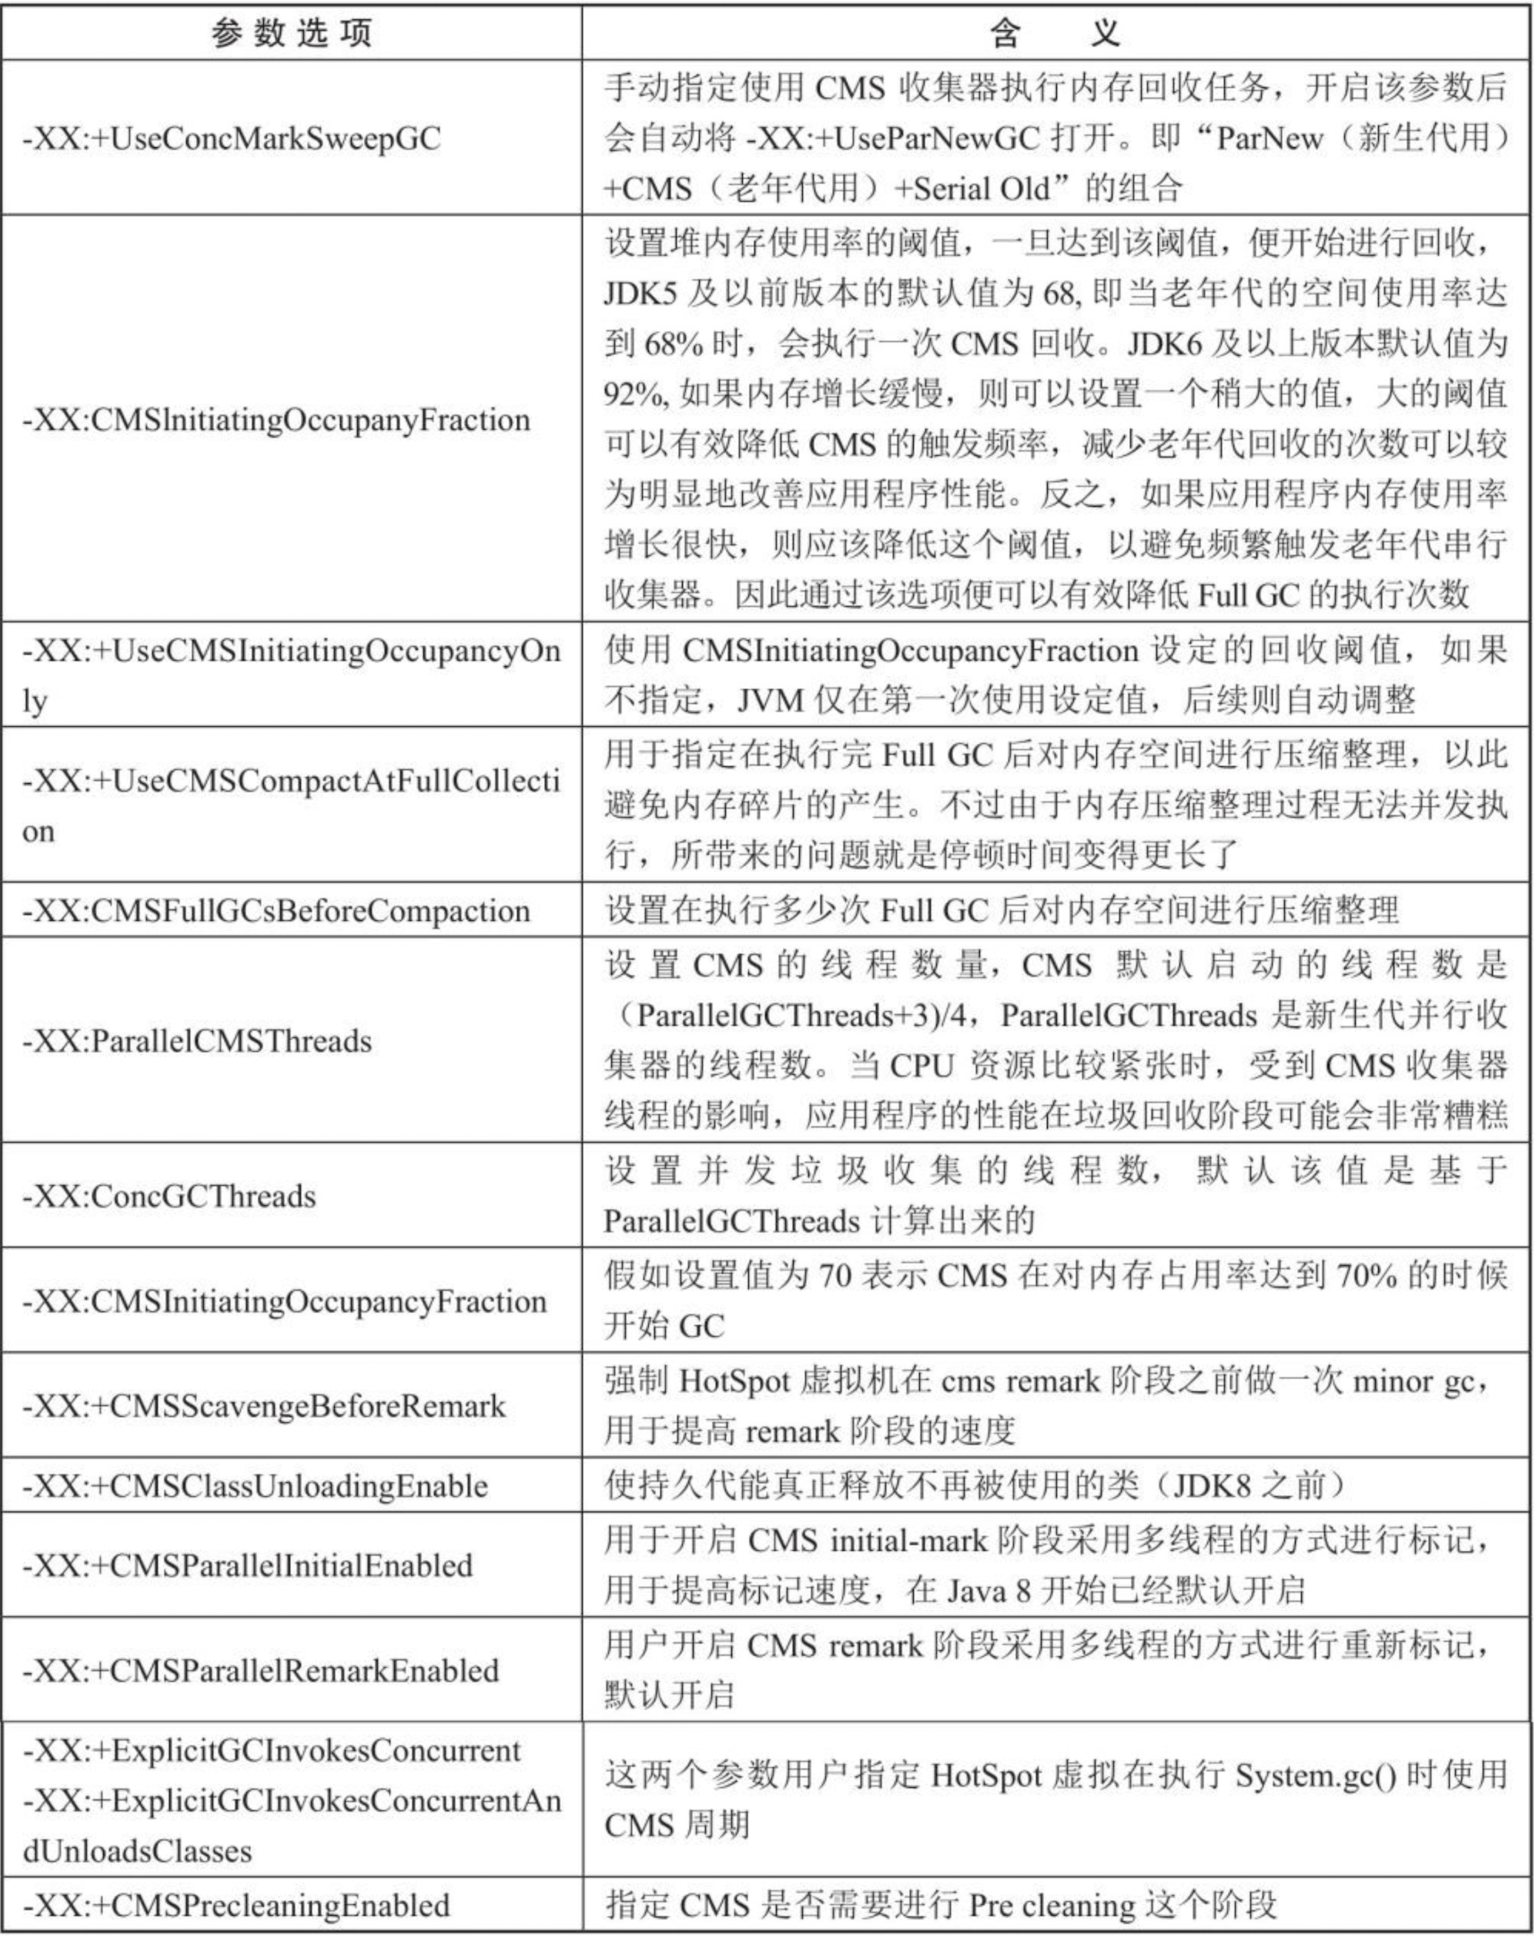 参数选项
含 义
-XX:+UseConcMarkSweepGC
手动指定使用 CMS 收集器执行内存回收任务，开启该参数后
会自动将 -XX:+UseParNewGC 打开。即“ParNew（新生代用）
+CMS（老年代用）+Serial Old”的组合
-XX:CMSlnitiatingOccupanyFraction
设置堆内存使用率的阈值，一旦达到该阈值，便开始进行回收，
JDK5 及以前版本的默认值为 68, 即当老年代的空间使用率达
到 68% 时，会执行一次 CMS 回收。JDK6 及以上版本默认值为
92%, 如果内存增长缓慢，则可以设置一个稍大的值，大的阈值
可以有效降低 CMS 的触发频率，减少老年代回收的次数可以较
为明显地改善应用程序性能。反之，如果应用程序内存使用率
增长很快，则应该降低这个阈值，以避免频繁触发老年代串行
收集器。因此通过该选项便可以有效降低 Full GC 的执行次数
-XX:+UseCMSInitiatingOccupancyOn
ly
使用 CMSInitiatingOccupancyFraction 设定的回收阈值，如果
不指定，JVM 仅在第一次使用设定值，后续则自动调整
-XX:+UseCMSCompactAtFullCollecti
on
用于指定在执行完 Full GC 后对内存空间进行压缩整理，以此
避免内存碎片的产生。不过由于内存压缩整理过程无法并发执
行，所带来的问题就是停顿时间变得更长了
-XX:CMSFullGCsBeforeCompaction
设置在执行多少次 Full GC 后对内存空间进行压缩整理
-XX:ParallelCMSThreads
设置 CMS 的线程数量，CMS 默认启动的线程数是
（ParallelGCThreads+3)/4，ParallelGCThreads 是新生代并行收
集器的线程数。当 CPU 资源比较紧张时，受到 CMS 收集器
线程的影响，应用程序的性能在垃圾回收阶段可能会非常糟糕
-XX:ConcGCThreads
设置并发垃圾收集的线程数，默认该值是基于
ParallelGCThreads 计算出来的
-XX:CMSInitiatingOccupancyFraction
假如设置值为 70 表示 CMS 在对内存占用率达到 70% 的时候
开始 GC
-XX:+CMSScavengeBeforeRemark
强制 HotSpot 虚拟机在 cms remark 阶段之前做一次 minor gc，
用于提高 remark 阶段的速度
-XX:+CMSClassUnloadingEnable
使持久代能真正释放不再被使用的类（JDK8 之前）
-XX:+CMSParallelInitialEnabled
用于开启 CMS initial-mark 阶段采用多线程的方式进行标记，
用于提高标记速度，在 Java 8 开始已经默认开启
-XX:+CMSParallelRemarkEnabled
用户开启 CMS remark 阶段采用多线程的方式进行重新标记，
默认开启
-XX:+ExplicitGCInvokesConcurrent
-XX:+ExplicitGCInvokesConcurrentAn
dUnloadsClasses
这两个参数用户指定 HotSpot 虚拟在执行 System.gc() 时使用
CMS 周期
-XX:+CMSPrecleaningEnabled
指定 CMS 是否需要进行 Pre cleaning 这个阶段